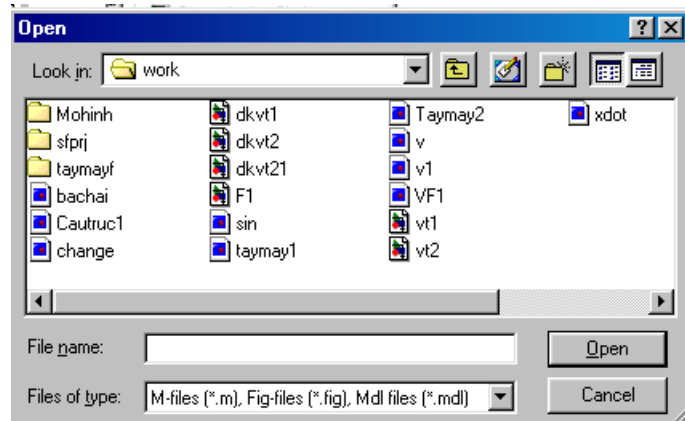 Open
Look in: work
Mohinh dkvt1 Taymay2 xdot
sfprj dkvt2 v
taymayf dkvt21 v1
bachai F1 VF1
Cautruc1 sin vt1
change taymay1 vt2
File name: Open
Files of type: M-files (*.m), Fig-files (*.fig), Mdl files (*.mdl) Cancel